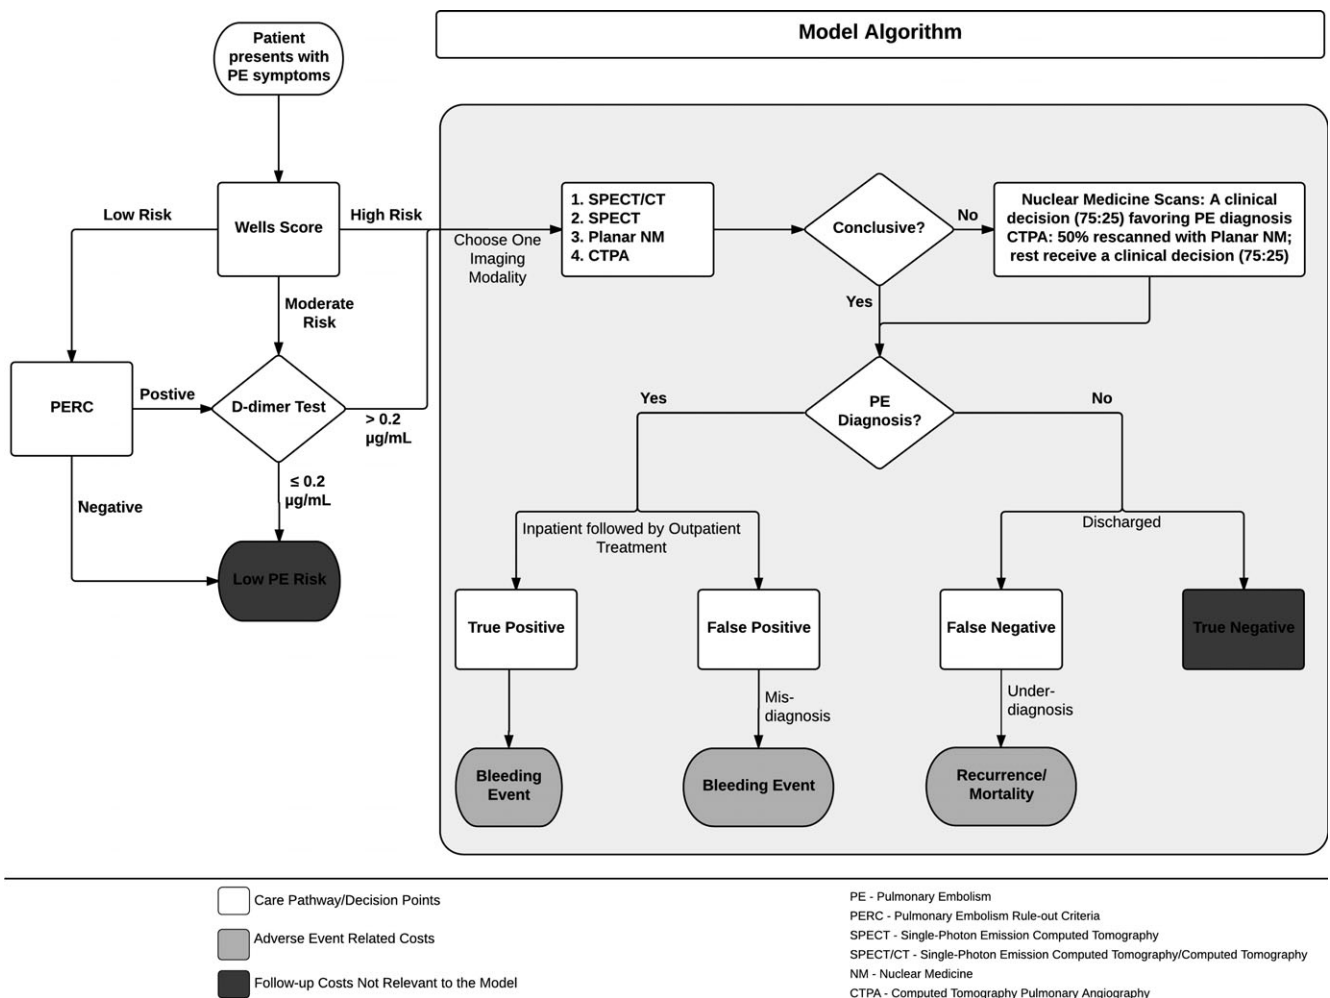 Model Algorithm
Patient
presents with
PE symptoms
Low Risk
Wells Score
High Risk
Choose One
Imaging
Modality
1. SPECT/CT
2. SPECT
3. Planar NM
4. CTPA
Conclusive?
No
Nuclear Medicine Scans: A clinical
decision (75:25) favoring PE diagnosis
CTPA: 50% rescanned with Planar NM;
rest receive a clinical decision (75:25)
Yes
Moderate
Risk
PERC
Postive
D-dimer Test
> 0.2
µg/mL
≤ 0.2
µg/mL
Negative
Low PE Risk
Yes
PE
Diagnosis?
No
Inpatient followed by Outpatient
Treatment
Discharged
True Positive
False Positive
False Negative
True Negative
Mis-
diagnosis
Under-
diagnosis
Bleeding
Event
Bleeding Event
Recurrence/
Mortality
Care Pathway/Decision Points
Adverse Event Related Costs
Follow-up Costs Not Relevant to the Model
PE - Pulmonary Embolism
PERC - Pulmonary Embolism Rule-out Criteria
SPECT - Single-Photon Emission Computed Tomography
SPECT/CT - Single-Photon Emission Computed Tomography/Computed Tomography
NM - Nuclear Medicine
CTPA - Computed Tomography Pulmonary Angiography